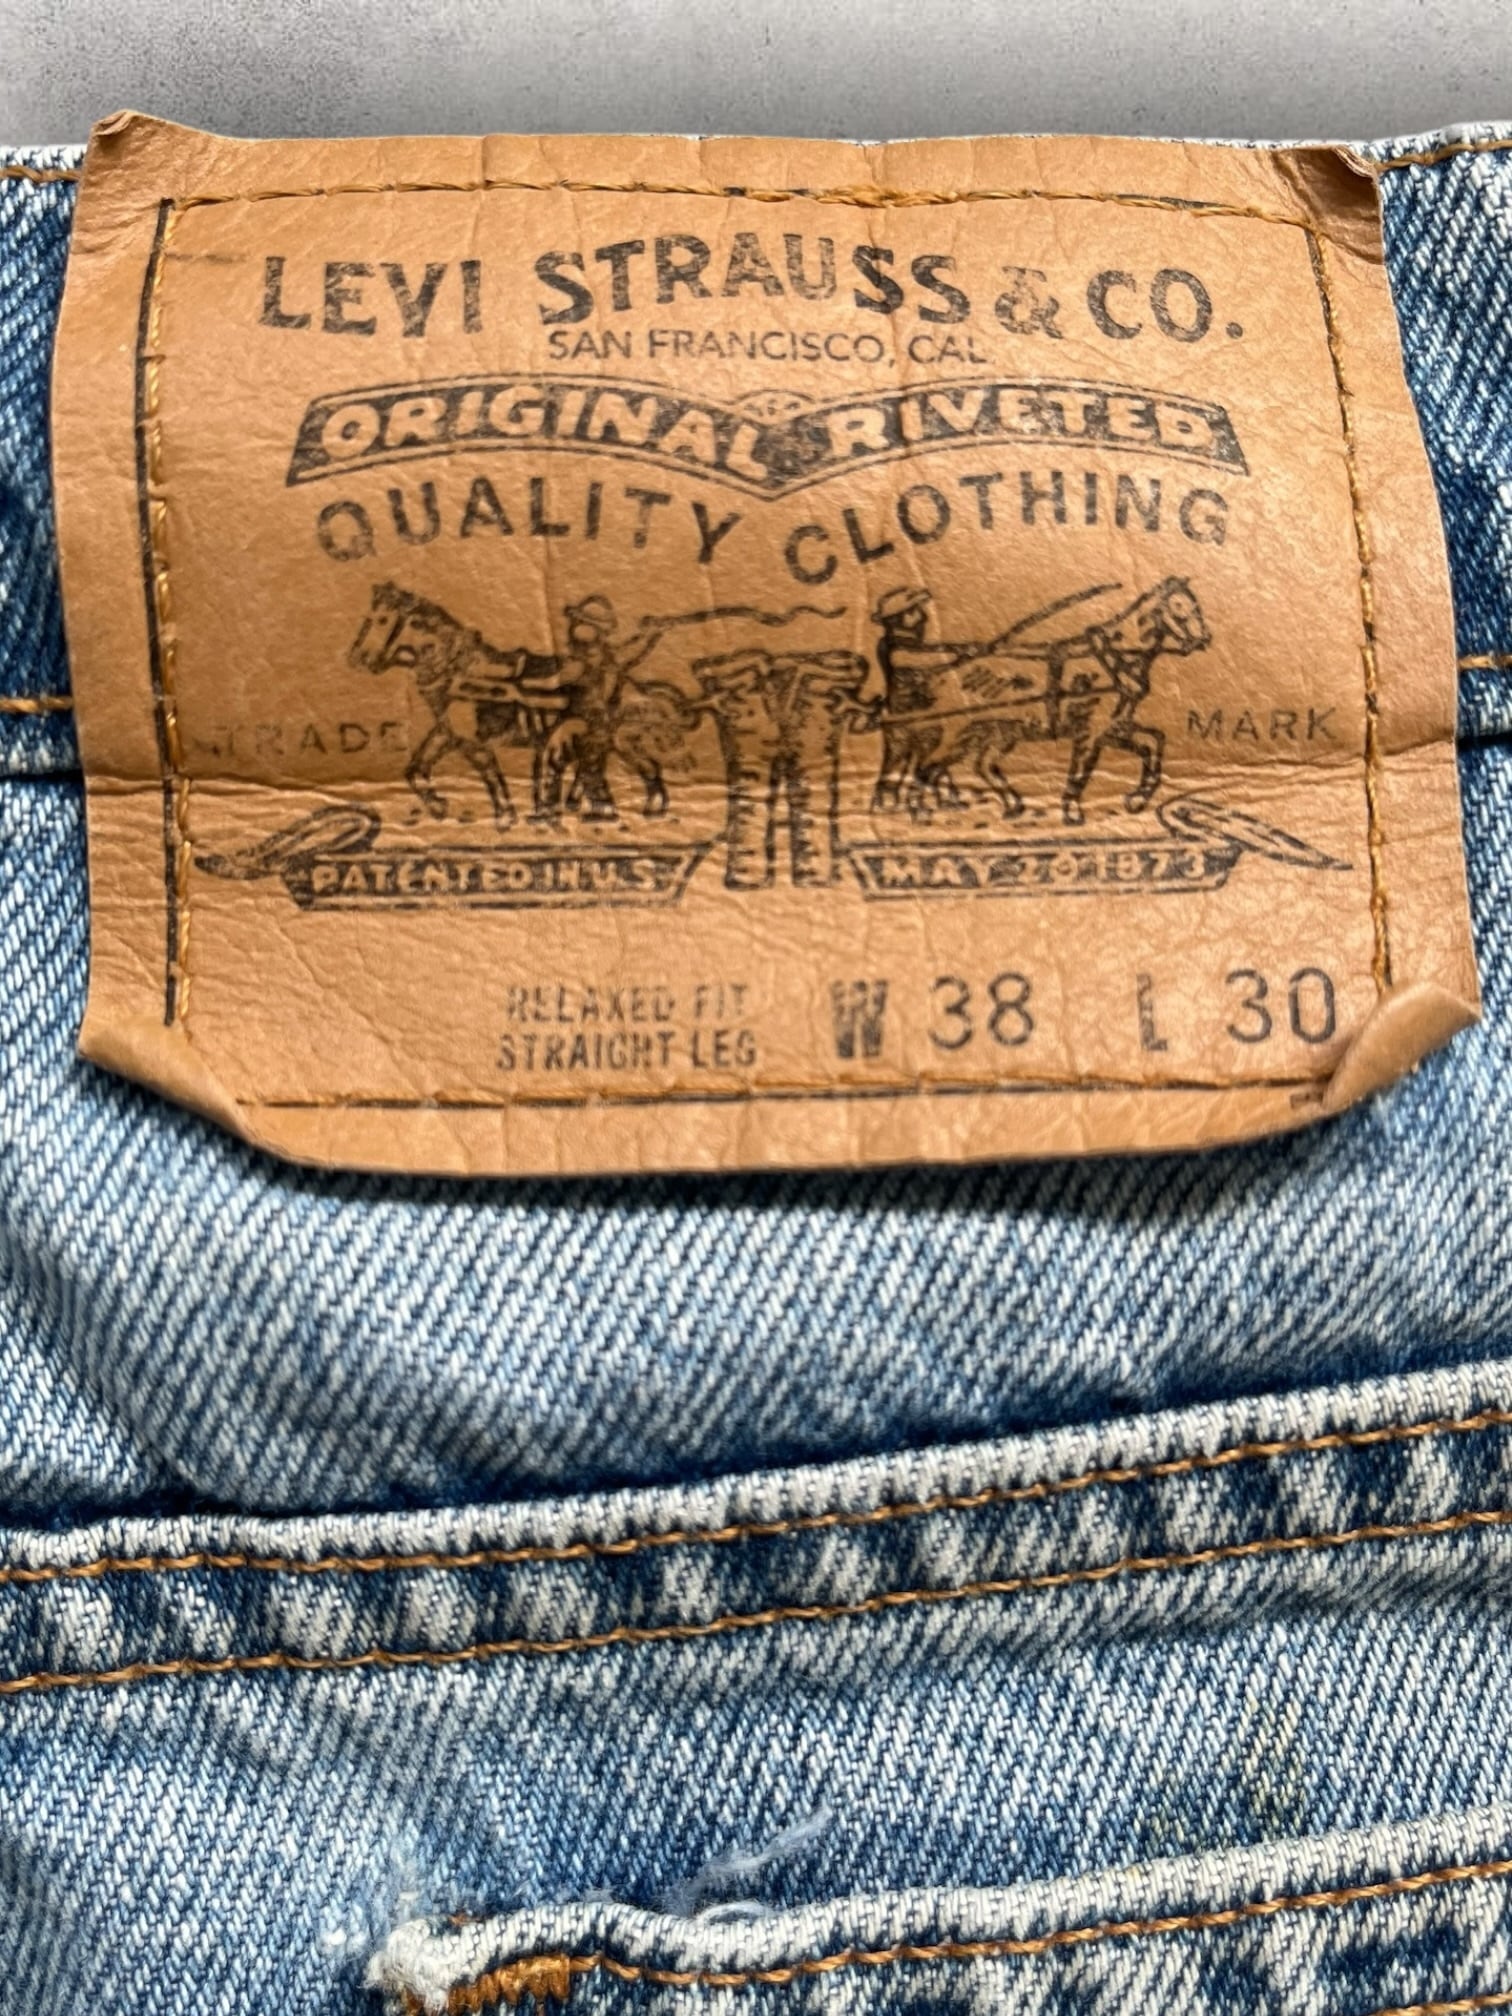 LEVI STRAUSS & CO.
SAN FRANCISCO, CAL.
ORIGINAL RIVETED
QUALITY CLOTHING
TRADE MARK
PATENTED IN U.S. MAY 20 1873
RELAXED FIT
STRAIGHT LEG
W 38 L 30